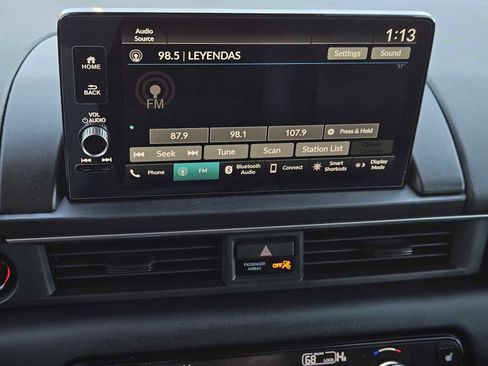 Audio
Source
1:13
HOME
98.5 | LEYENDAS
Settings
Sound
BACK
FM
VOL
AUDIO
87.9
98.1
107.9
Press & Hold
Seek
Tune
Scan
Station List
Phone
FM
Bluetooth
Audio
Connect
Smart
Shortcuts
Display
Mode
PASSENGER
AIRBAG
OFF
68